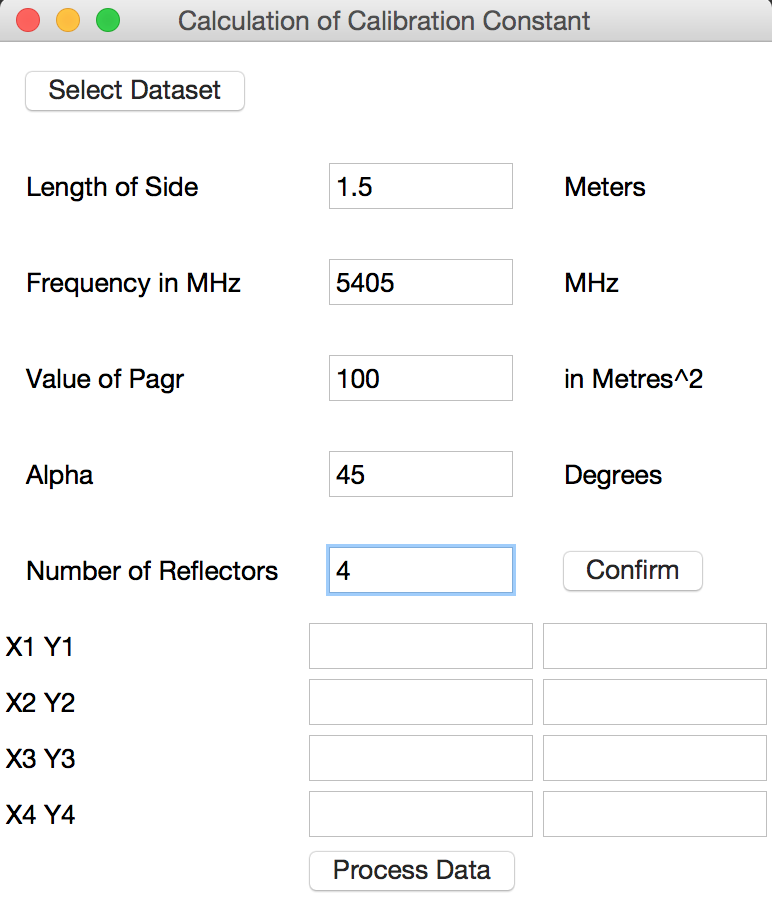 Calculation of Calibration Constant
Select Dataset
Length of Side 1.5 Meters
Frequency in MHz 5405 MHz
Value of Pagr 100 in Metres^2
Alpha 45 Degrees
Number of Reflectors 4 Confirm
X1 Y1
X2 Y2
X3 Y3
X4 Y4
Process Data